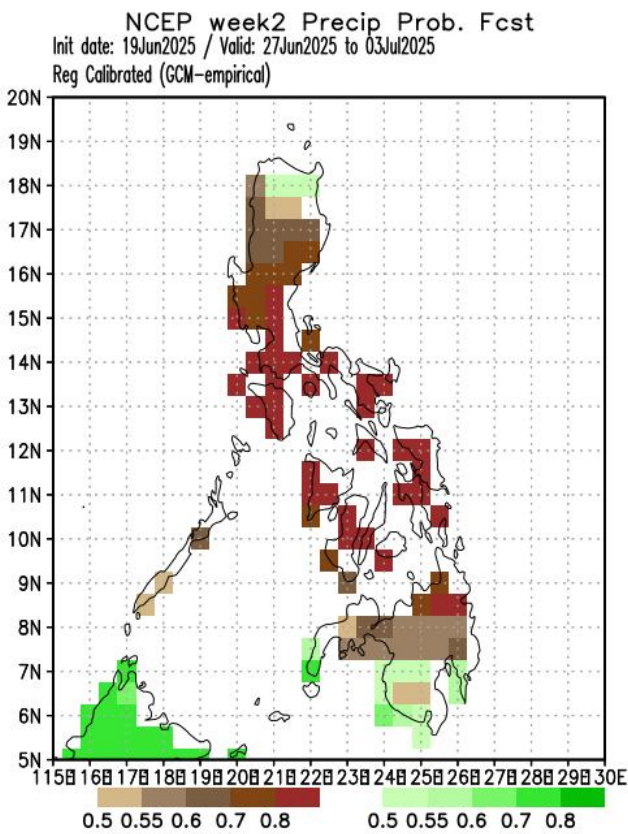 NCEP week2 Precip Prob. Fcst
Init date: 19Jun2025 / Valid: 27Jun2025 to 03Jul2025
Reg Calibrated (GCM-empirical)
20N
19N
18N
17N
16N
15N
14N
13N
12N
11N
10N
9N
8N
7N
6N
5N
115E 116E 117E 118E 119E 120E 121E 122E 123E 124E 125E 126E 127E 128E 129E 130E
0.5 0.55 0.6 0.7 0.8 0.5 0.55 0.6 0.7 0.8